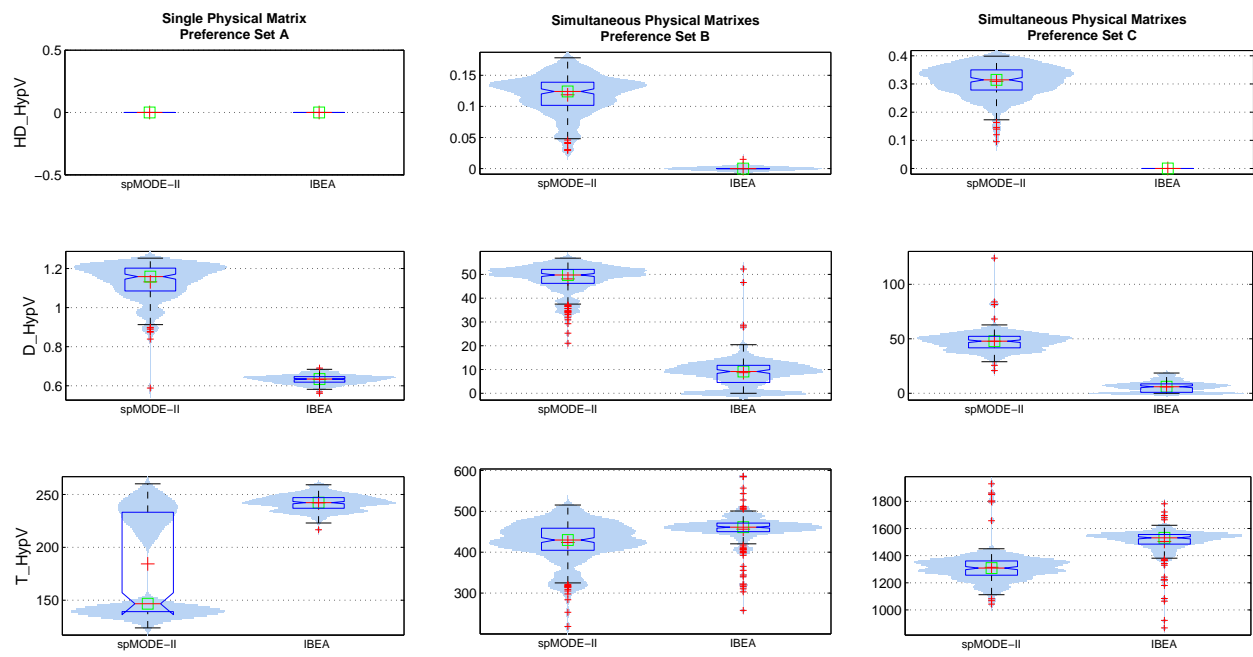 Single Physical Matrix
Preference Set A
Simultaneous Physical Matrixes
Preference Set B
Simultaneous Physical Matrixes
Preference Set C
HD_HypV
0.5
0
−0.5
spMODE−II
IBEA
0.15
0.1
0.05
0
spMODE−II
IBEA
0.4
0.3
0.2
0.1
0
spMODE−II
IBEA
D_HypV
1.2
1
0.8
0.6
spMODE−II
IBEA
50
40
30
20
10
0
spMODE−II
IBEA
100
50
0
spMODE−II
IBEA
T_HypV
250
200
150
spMODE−II
IBEA
600
500
400
300
spMODE−II
IBEA
1800
1600
1400
1200
1000
spMODE−II
IBEA